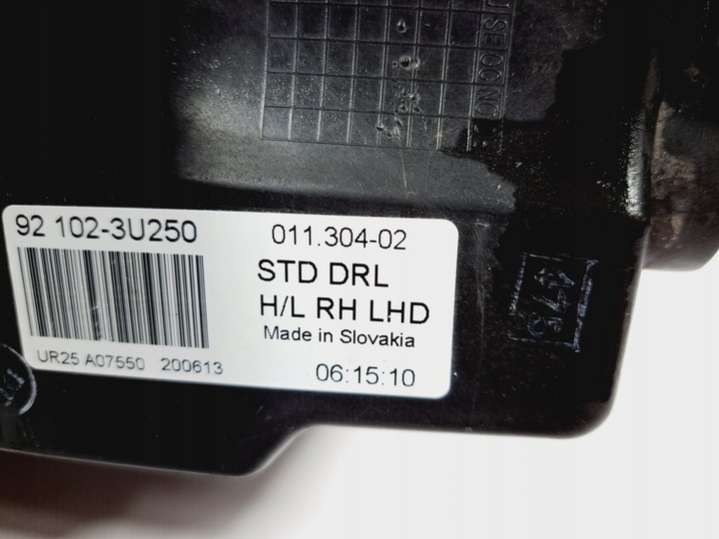 92 102-3U250
011.304-02
STD DRL
H/L RH LHD
Made in Slovakia
UR25 A07550 200613
06:15:10